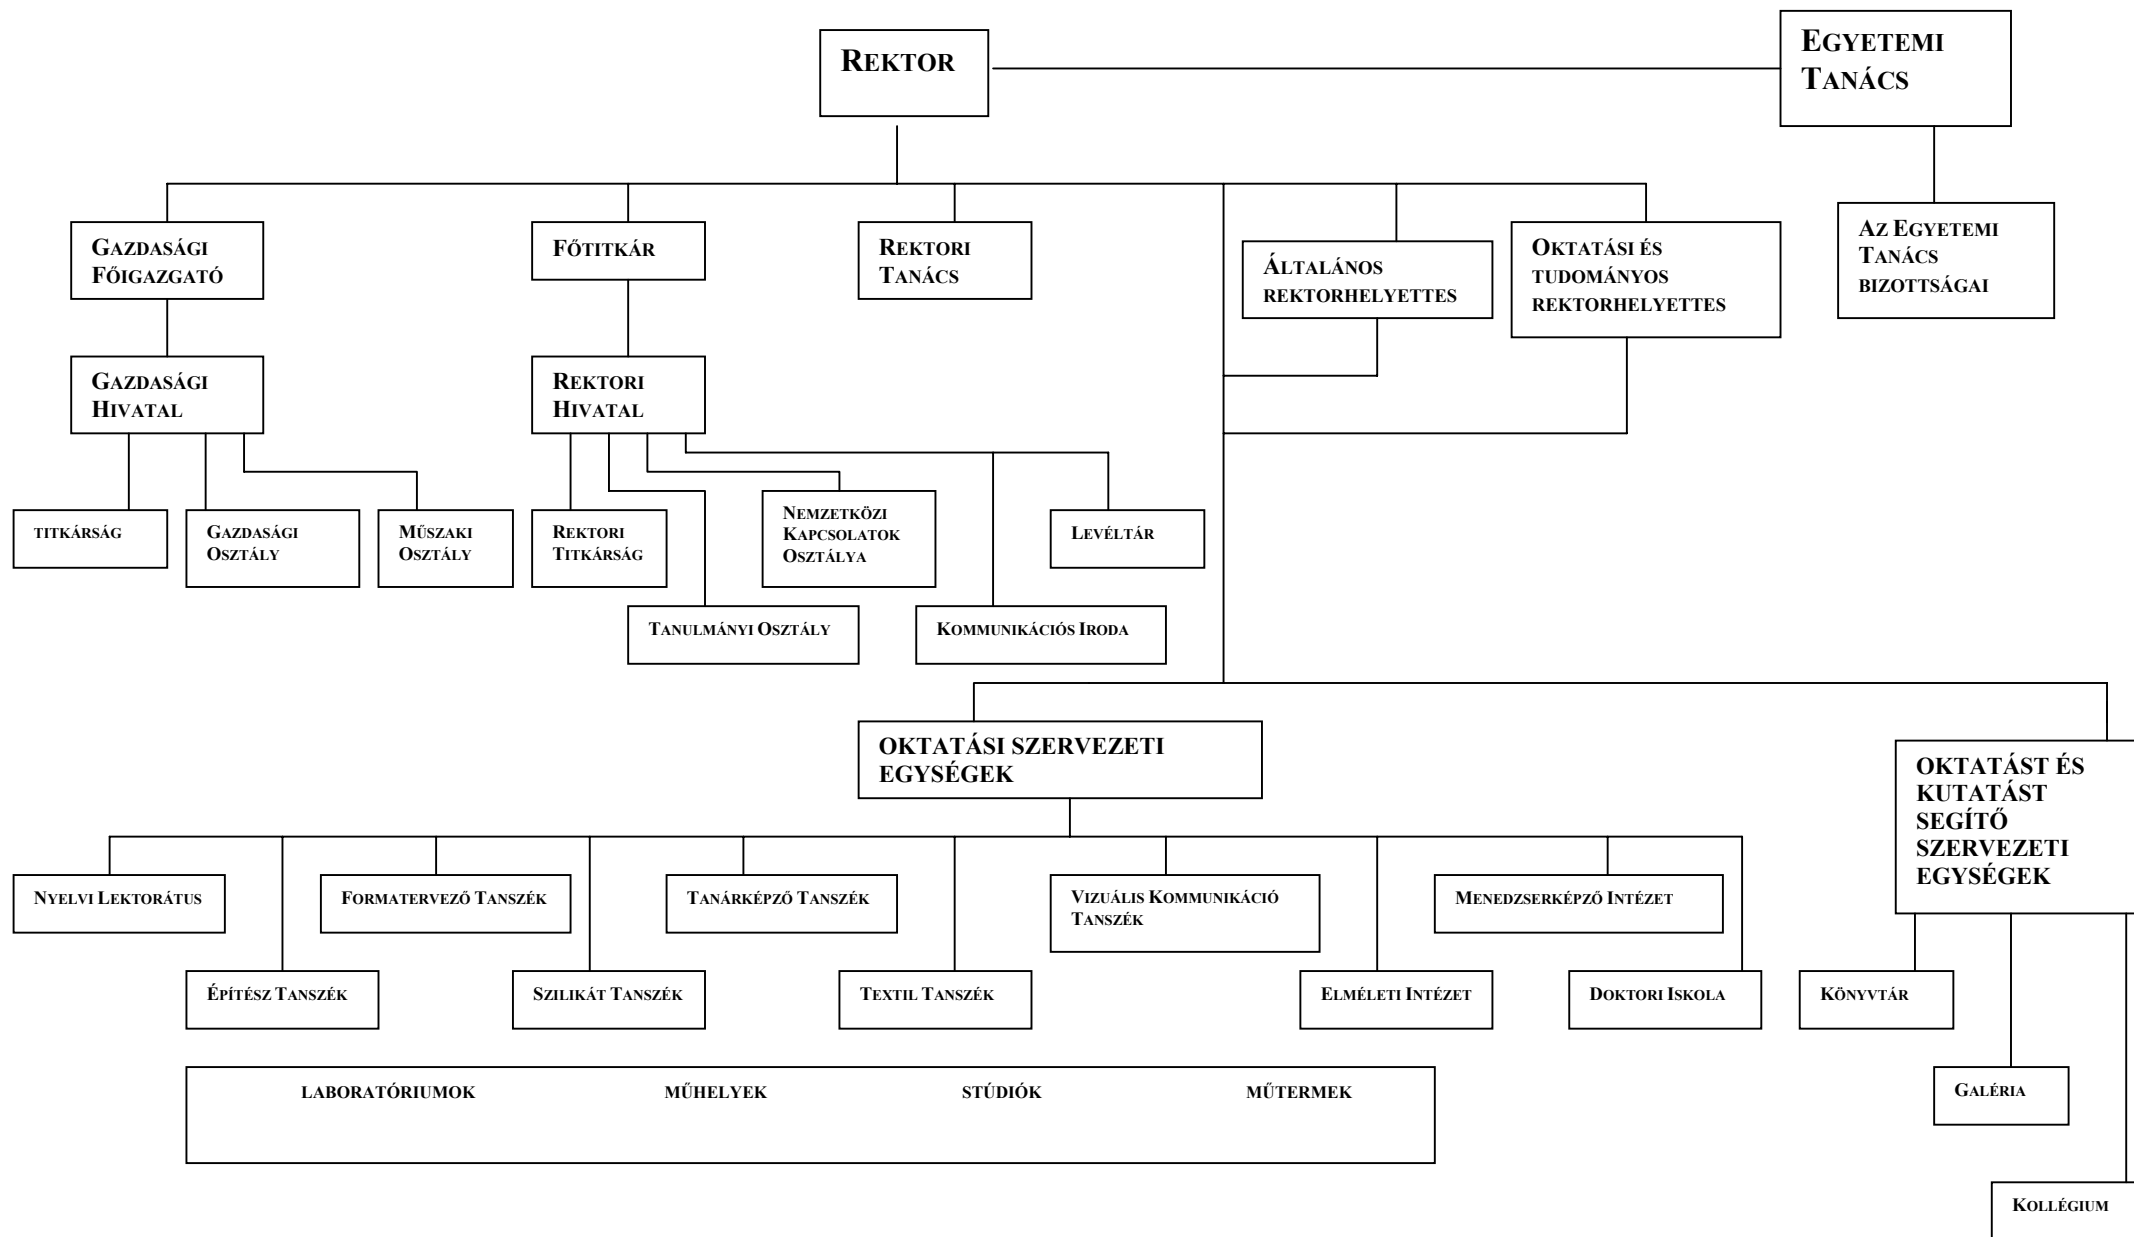 REKTOR
EGYETEMI
TANÁCS
GAZDASÁGI
FŐIGAZGATÓ
FŐTITKÁR
REKTORI
TANÁCS
ÁLTALÁNOS
REKTORHELYETTES
OKTATÁSI ÉS
TUDOMÁNYOS
REKTORHELYETTES
AZ EGYETEMI
TANÁCS
BIZOTTSÁGAI
GAZDASÁGI
HIVATAL
REKTORI
HIVATAL
TITKÁRSÁG
GAZDASÁGI
OSZTÁLY
MŰSZAKI
OSZTÁLY
REKTORI
TITKÁRSÁG
NEMZETKÖZI
KAPCSOLATOK
OSZTÁLYA
LEVÉLTÁR
TANULMÁNYI OSZTÁLY
KOMMUNIKÁCIÓS IRODA
OKTATÁSI SZERVEZETI
EGYSÉGEK
OKTATÁST ÉS
KUTATÁST
SEGÍTŐ
SZERVEZETI
EGYSÉGEK
NYELVI LEKTORÁTUS
FORMATERVEZŐ TANSZÉK
TANÁRKÉPZŐ TANSZÉK
VIZUÁLIS KOMMUNIKÁCIÓ
TANSZÉK
MENEDZSERKÉPZŐ INTÉZET
ÉPÍTÉSZ TANSZÉK
SZILIKÁT TANSZÉK
TEXTIL TANSZÉK
ELMÉLETI INTÉZET
DOKTORI ISKOLA
KÖNYVTÁR
LABORATÓRIUMOK MŰHELYEK STÚDIÓK MŰTERMEK
GALÉRIA
KOLLÉGIUM